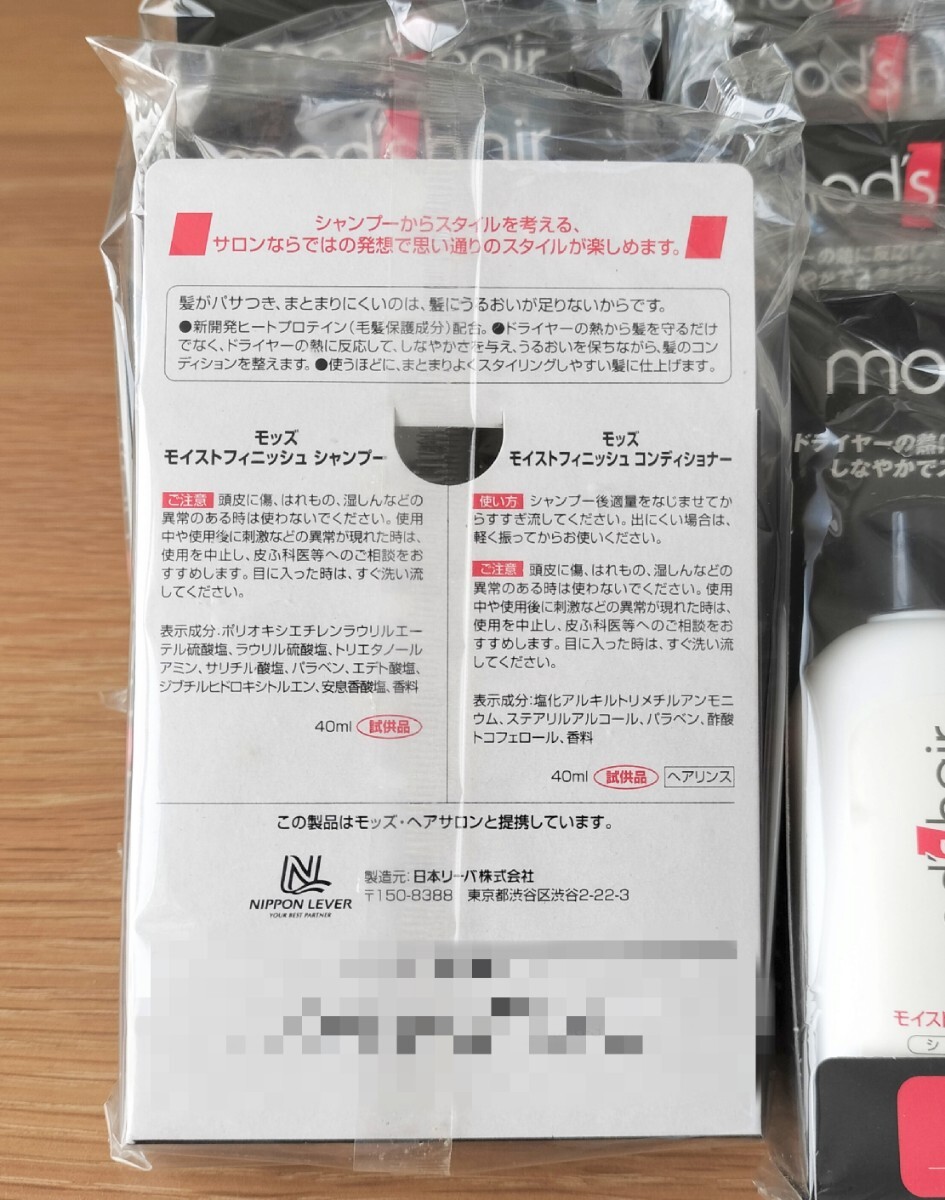 mod's hair
mod's hair
mod's
シャンプーからスタイルを考える、
サロンならではの発想で思い通りのスタイルが楽しめます。
髪がパサつき、まとまりにくいのは、髪にうるおいが足りないからです。
●新開発ヒートプロテイン(毛髪保護成分)配合。●ドライヤーの熱から髪を守るだけ
でなく、ドライヤーの熱に反応して、しなやかさを与え、うるおいを保ちながら、髪のコン
ディションを整えます。●使うほどに、まとまりよくスタイリングしやすい髪に仕上げます。
モッズ
モイストフィニッシュ シャンプー
ご注意 頭皮に傷、はれもの、湿しんなどの
異常のある時は使わないでください。使用
中や使用後に刺激などの異常が現れた時は、
使用を中止し、皮ふ科医等へのご相談をお
すすめします。目に入った時は、すぐ洗い流
してください。
表示成分:ポリオキシエチレンラウリルエー
テル硫酸塩、ラウリル硫酸塩、トリエタノール
アミン、サリチル酸塩、パラベン、エデト酸塩、
ジブチルヒドロキシトルエン、安息香酸塩、香料
40ml 試供品
モッズ
モイストフィニッシュ コンディショナー
使い方 シャンプー後適量をなじませてか
らすすぎ流してください。出にくい場合は、
軽く振ってからお使いください。
ご注意 頭皮に傷、はれもの、湿しんなどの
異常のある時は使わないでください。使用
中や使用後に刺激などの異常が現れた時は、
使用を中止し、皮ふ科医等へのご相談をお
すすめします。目に入った時は、すぐ洗い流
してください。
表示成分:塩化アルキルトリメチルアンモニ
ウム、ステアリルアルコール、パラベン、酢酸
トコフェロール、香料
40ml 試供品 ヘアリンス
この製品はモッズ・ヘアサロンと提携しています。
NIPPON LEVER
YOUR BEST PARTNER
製造元:日本リーバ株式会社
〒150-8388 東京都渋谷区渋谷2-22-3
mo
ドライヤーの熱
しなやかで
hair
モイスト
シ